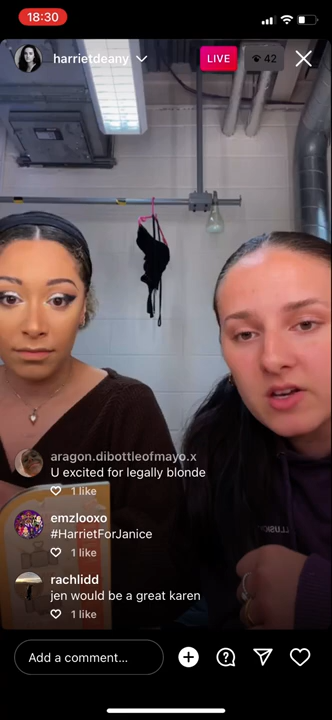 18:30
harrietdeany
LIVE
42
aragon.dibottleofmayo.x
U excited for legally blonde
1 like
emzlooxo
#HarrietForJanice
1 like
rachlidd
jen would be a great karen
1 like
Add a comment...